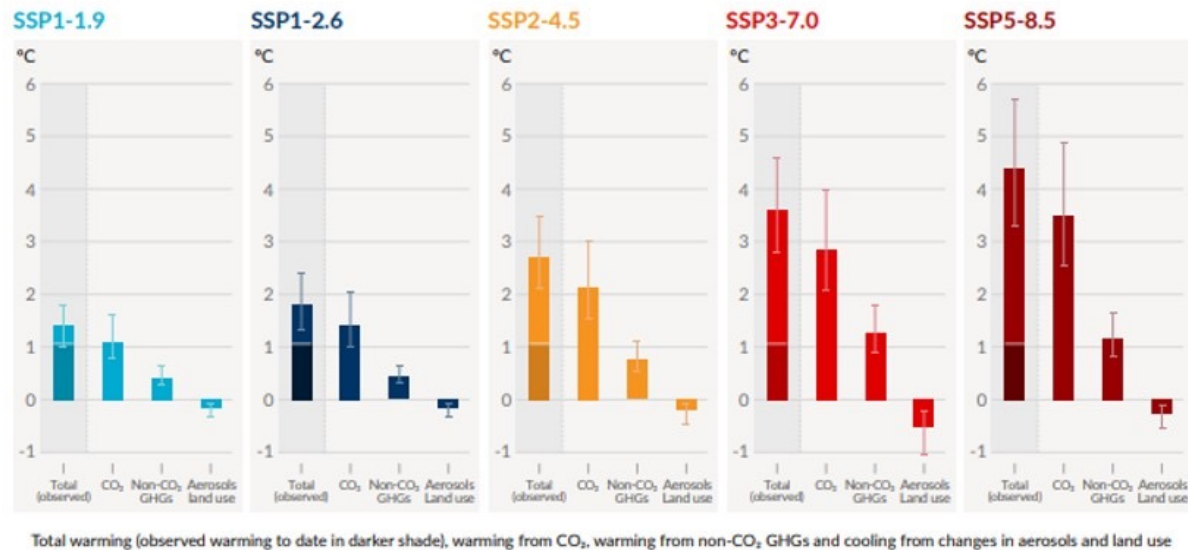 SSP1-1.9 SSP1-2.6 SSP2-4.5 SSP3-7.0 SSP5-8.5
°C °C °C °C °C
6 6 6 6 6
5 5 5 5 5
4 4 4 4 4
3 3 3 3 3
2 2 2 2 2
1 1 1 1 1
0 0 0 0 0
-1 -1 -1 -1 -1
Total CO₂ Non-CO₂ Aerosols Total CO₂ Non-CO₂ Aerosols Total CO₂ Non-CO₂ Aerosols Total CO₂ Non-CO₂ Aerosols Total CO₂ Non-CO₂ Aerosols
(observed) GHGs land use (observed) GHGs Land use (observed) GHGs Land use (observed) GHGs Land use (observed) GHGs Land use
Total warming (observed warming to date in darker shade), warming from CO₂, warming from non-CO₂ GHGs and cooling from changes in aerosols and land use